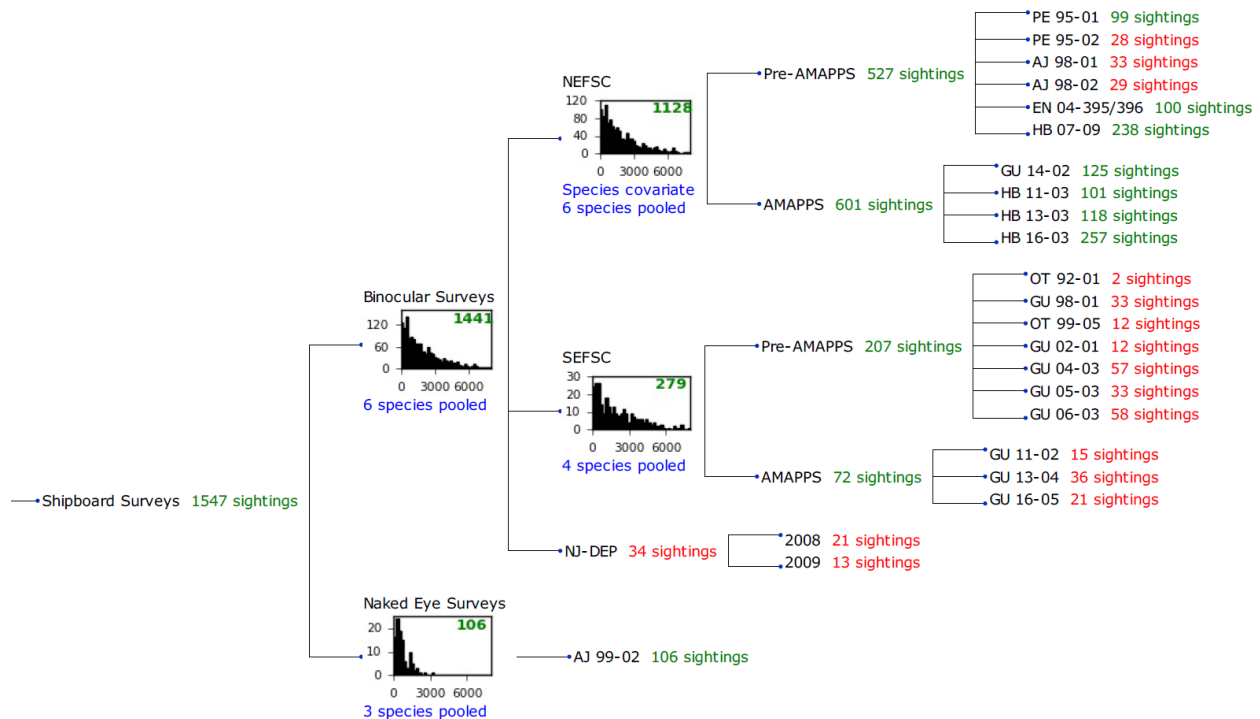 Shipboard Surveys 1547 sightings
Binocular Surveys
1441
120
60
0
0 3000 6000
6 species pooled
NEFSC
1128
120
80
40
0
0 3000 6000
Species covariate
6 species pooled
Pre-AMAPPS 527 sightings
PE 95-01 99 sightings
PE 95-02 28 sightings
AJ 98-01 33 sightings
AJ 98-02 29 sightings
EN 04-395/396 100 sightings
HB 07-09 238 sightings
AMAPPS 601 sightings
GU 14-02 125 sightings
HB 11-03 101 sightings
HB 13-03 118 sightings
HB 16-03 257 sightings
SEFSC
279
30
20
10
0
0 3000 6000
4 species pooled
Pre-AMAPPS 207 sightings
OT 92-01 2 sightings
GU 98-01 33 sightings
OT 99-05 12 sightings
GU 02-01 12 sightings
GU 04-03 57 sightings
GU 05-03 33 sightings
GU 06-03 58 sightings
AMAPPS 72 sightings
GU 11-02 15 sightings
GU 13-04 36 sightings
GU 16-05 21 sightings
NJ-DEP 34 sightings
2008 21 sightings
2009 13 sightings
Naked Eye Surveys
106
20
10
0
0 3000 6000
3 species pooled
AJ 99-02 106 sightings